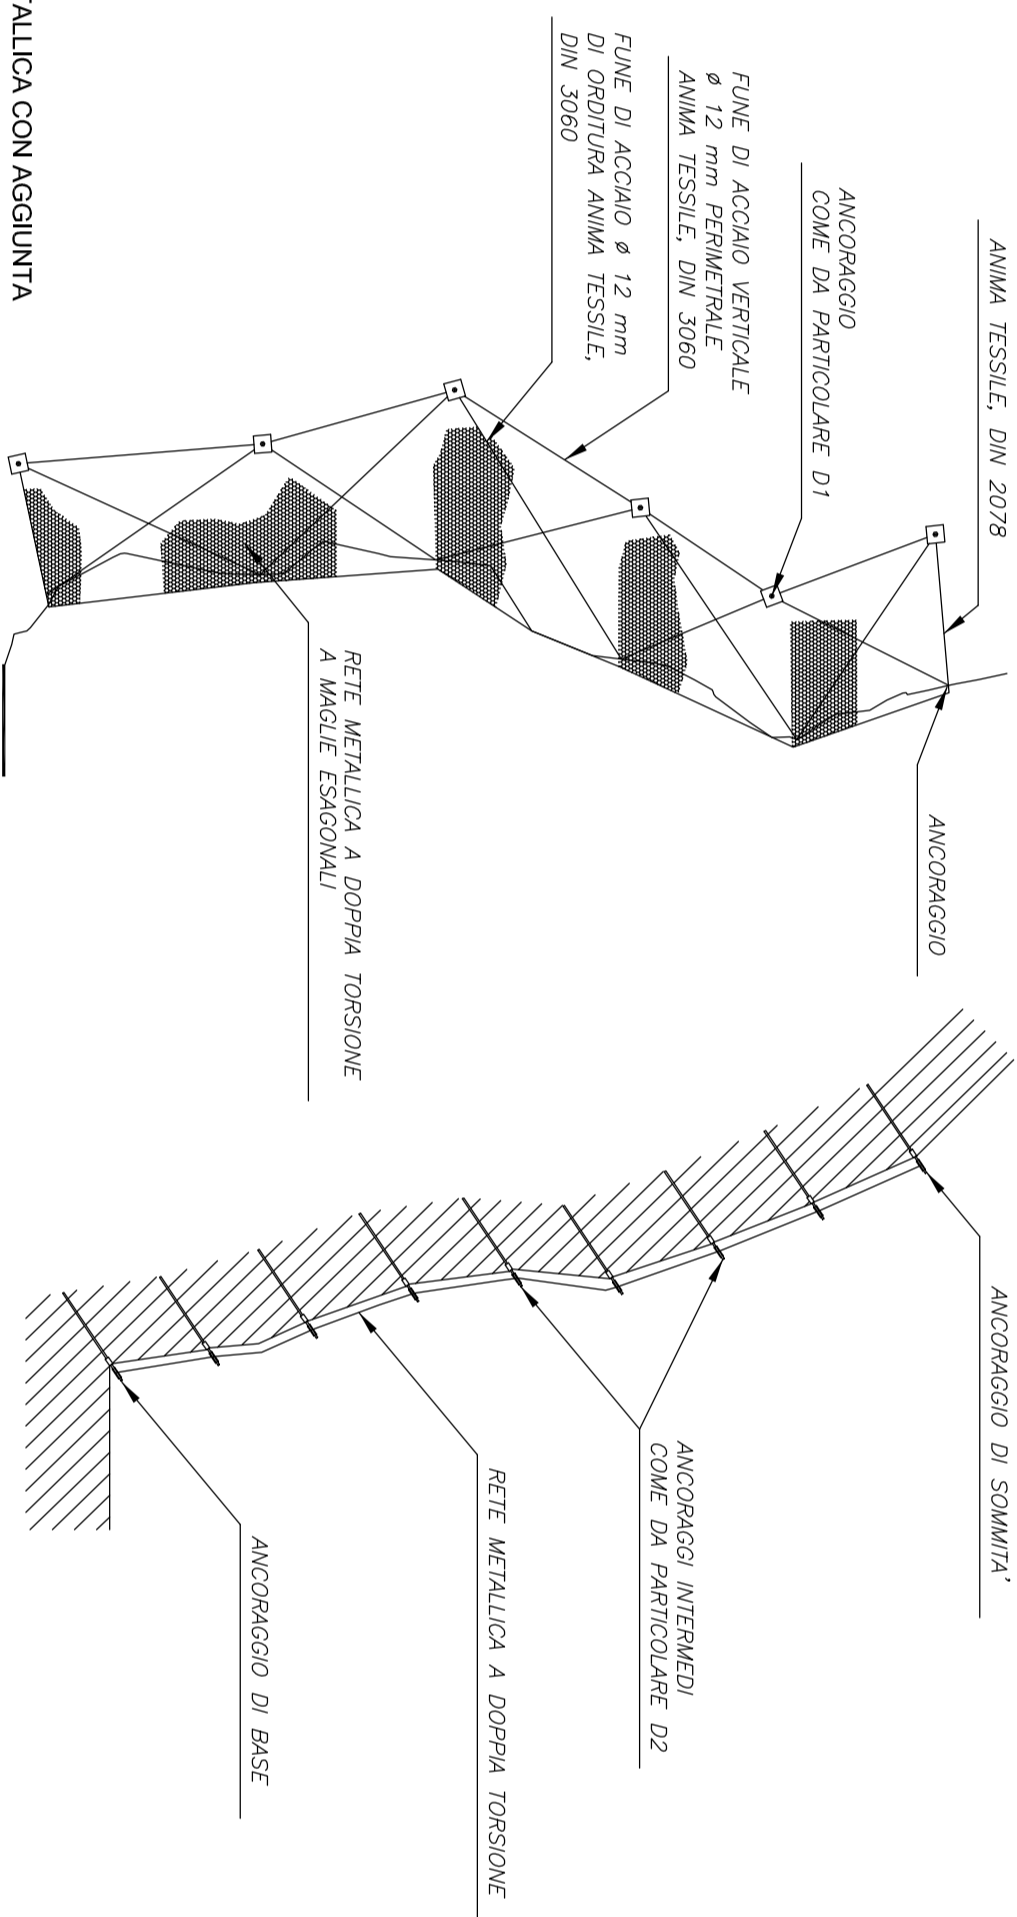 ANIMA TESSILE, DIN 2078
ANCORAGGIO
COME DA PARTICOLARE D1
FUNE DI ACCIAIO VERTICALE
ø 12 mm PERIMETRALE
ANIMA TESSILE, DIN 3060
FUNE DI ACCIAIO ø 12 mm
DI ORDITURA ANIMA TESSILE,
DIN 3060
ANCORAGGIO
RETE METALLICA A DOPPIA TORSIONE
A MAGLIE ESAGONALI
ANCORAGGIO DI SOMMITA'
ANCORAGGI INTERMEDI
COME DA PARTICOLARE D2
RETE METALLICA A DOPPIA TORSIONE
ANCORAGGIO DI BASE
TALLICA CON AGGIUNTA